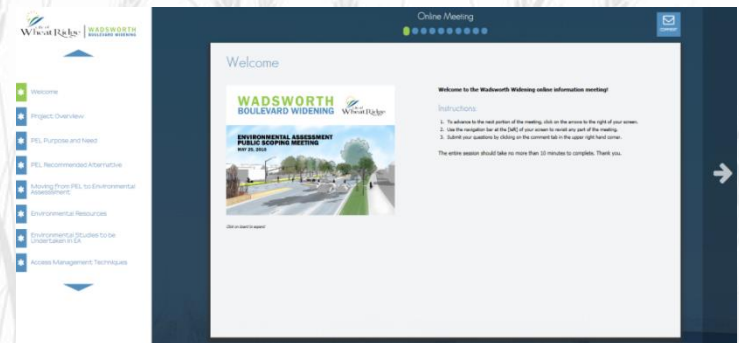 City of
Wheat Ridge
WADSWORTH
BOULEVARD WIDENING
Welcome
Project Overview
PEL Purpose and Need
PEL Recommended Alternative
Moving from PEL to Environmental
Assessment
Environmental Resources
Environmental Studies to be
Undertaken in EA
Access Management Techniques
Online Meeting
COMMENT
Welcome
WADSWORTH
BOULEVARD WIDENING
City of
Wheat Ridge
ENVIRONMENTAL ASSESSMENT
PUBLIC SCOPING MEETING
Click on board to expand
Welcome to the Wadsworth Widening online information meeting!
Instructions:
1. To advance to the next portion of the meeting, click on the arrows to the right of your screen.
2. Use the navigation bar at the [left] of your screen to revisit any part of the meeting.
3. Submit your questions by clicking on the comment tab in the upper right hand corner.
The entire session should take no more than 10 minutes to complete. Thank you.